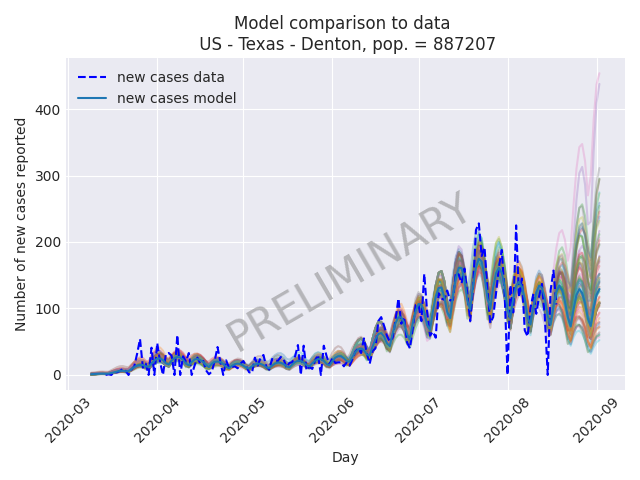 Model comparison to data
US - Texas - Denton, pop. = 887207
new cases data
new cases model
PRELIMINARY
Number of new cases reported
400
300
200
100
0
2020-03
2020-04
2020-05
2020-06
2020-07
2020-08
2020-09
Day